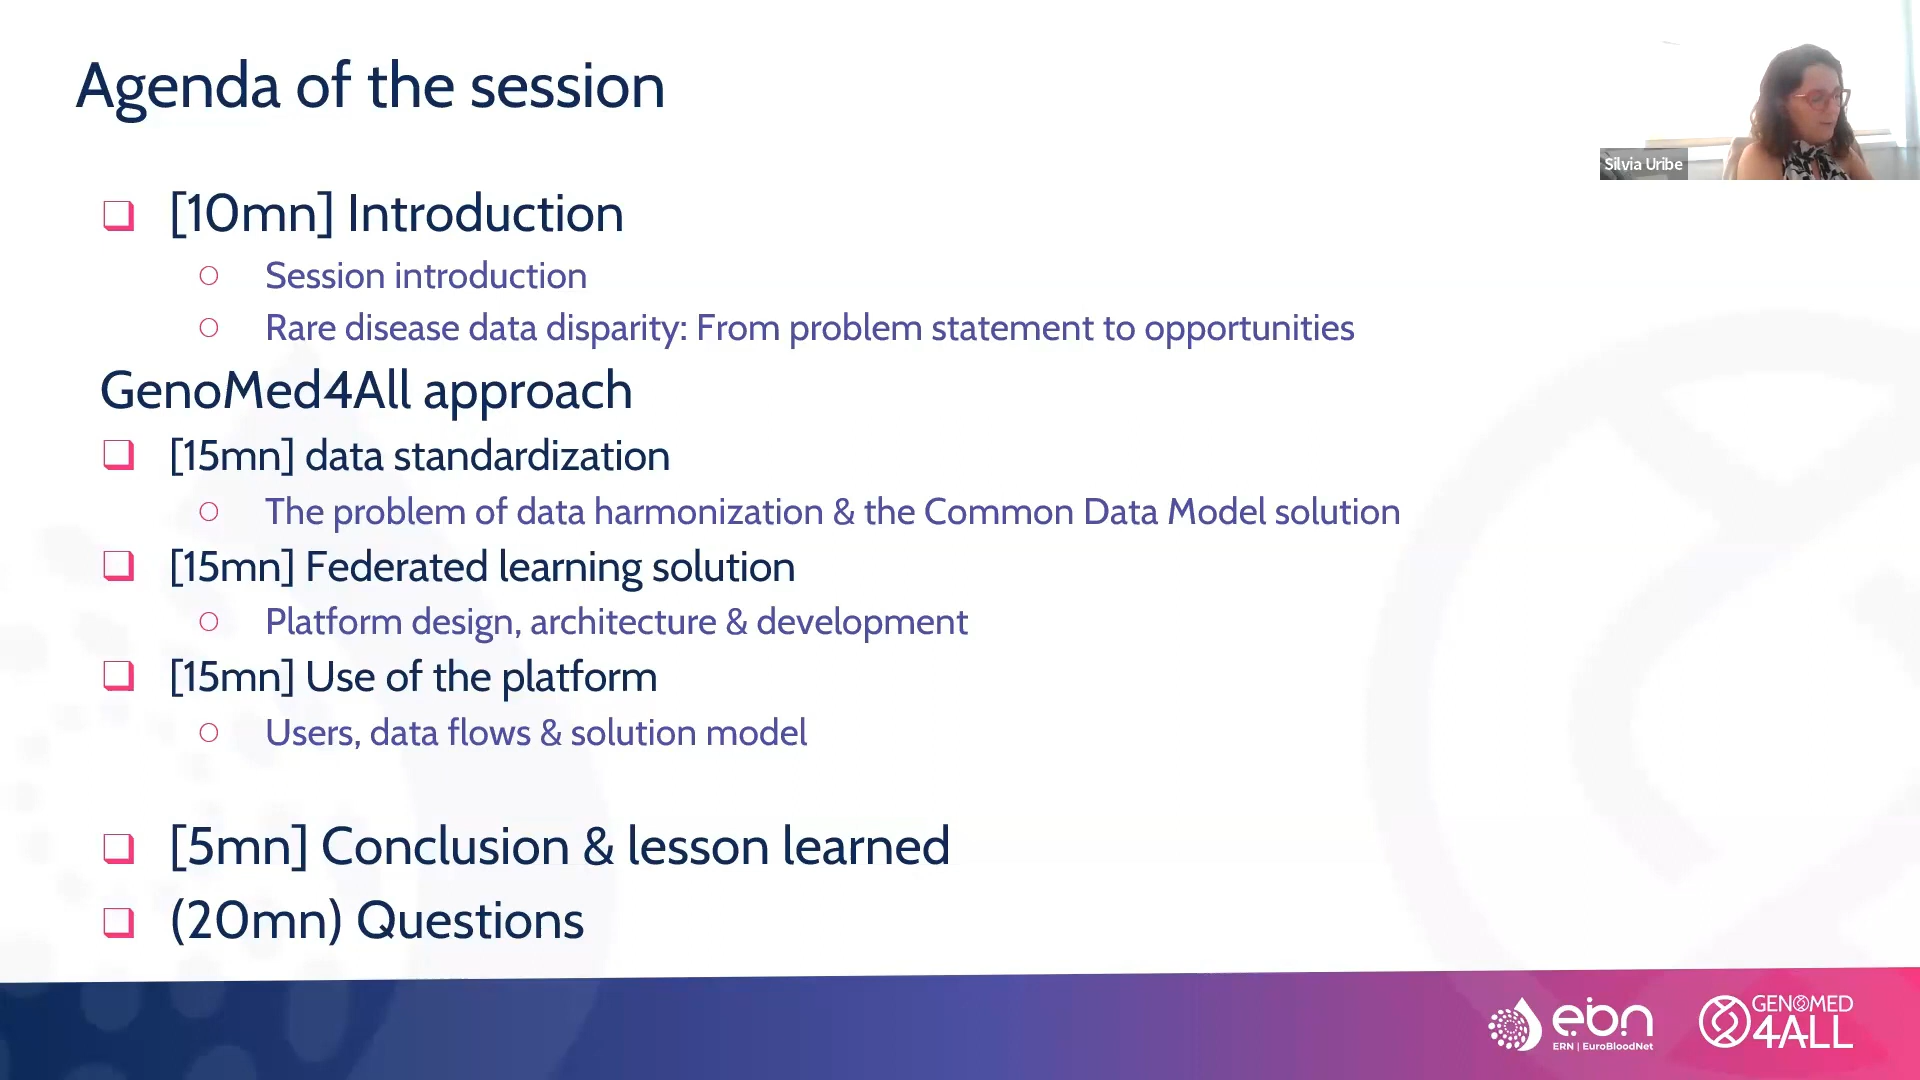 Agenda of the session
Silvia Uribe
[10mn] Introduction
Session introduction
Rare disease data disparity: From problem statement to opportunities
GenoMed4All approach
[15mn] data standardization
The problem of data harmonization & the Common Data Model solution
[15mn] Federated learning solution
Platform design, architecture & development
[15mn] Use of the platform
Users, data flows & solution model
[5mn] Conclusion & lesson learned
(20mn) Questions
ebn
ERN | EuroBloodNet
GENOMED
4ALL